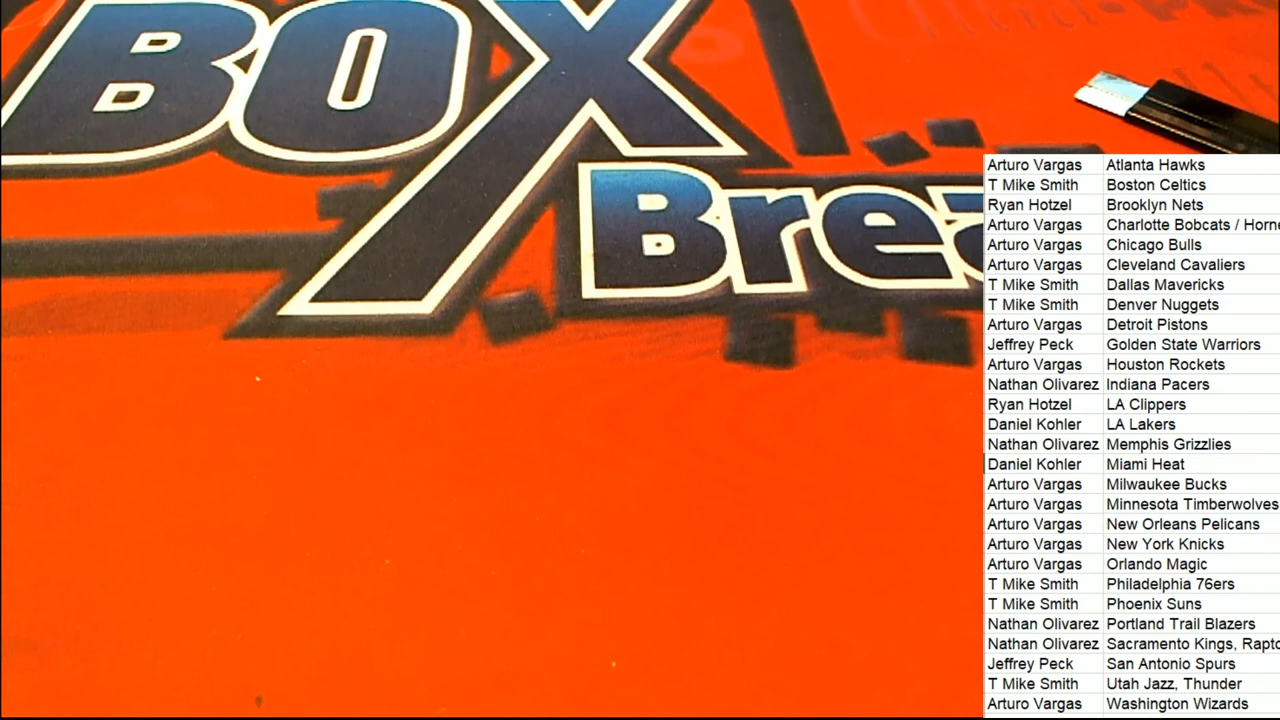 BOX
Brea
Arturo Vargas Atlanta Hawks
T Mike Smith Boston Celtics
Ryan Hotzel Brooklyn Nets
Arturo Vargas Charlotte Bobcats / Horne
Arturo Vargas Chicago Bulls
Arturo Vargas Cleveland Cavaliers
T Mike Smith Dallas Mavericks
T Mike Smith Denver Nuggets
Arturo Vargas Detroit Pistons
Jeffrey Peck Golden State Warriors
Arturo Vargas Houston Rockets
Nathan Olivarez Indiana Pacers
Ryan Hotzel LA Clippers
Daniel Kohler LA Lakers
Nathan Olivarez Memphis Grizzlies
Daniel Kohler Miami Heat
Arturo Vargas Milwaukee Bucks
Arturo Vargas Minnesota Timberwolves
Arturo Vargas New Orleans Pelicans
Arturo Vargas New York Knicks
Arturo Vargas Orlando Magic
T Mike Smith Philadelphia 76ers
T Mike Smith Phoenix Suns
Nathan Olivarez Portland Trail Blazers
Nathan Olivarez Sacramento Kings, Rapto
Jeffrey Peck San Antonio Spurs
T Mike Smith Utah Jazz, Thunder
Arturo Vargas Washington Wizards